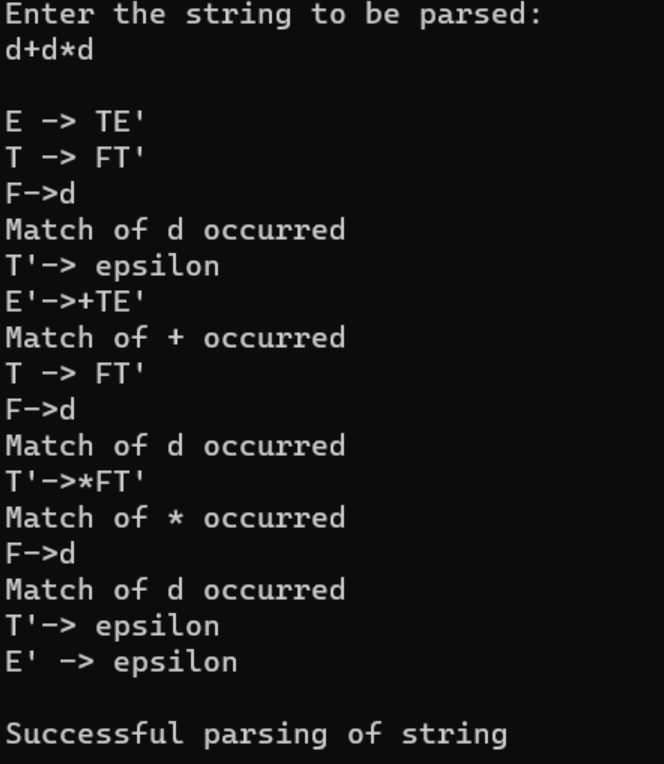 Enter the string to be parsed:
d+d*d
E -> TE'
T -> FT'
F->d
Match of d occurred
T'-> epsilon
E'->+TE'
Match of + occurred
T -> FT'
F->d
Match of d occurred
T'->*FT'
Match of * occurred
F->d
Match of d occurred
T'-> epsilon
E' -> epsilon
Successful parsing of string